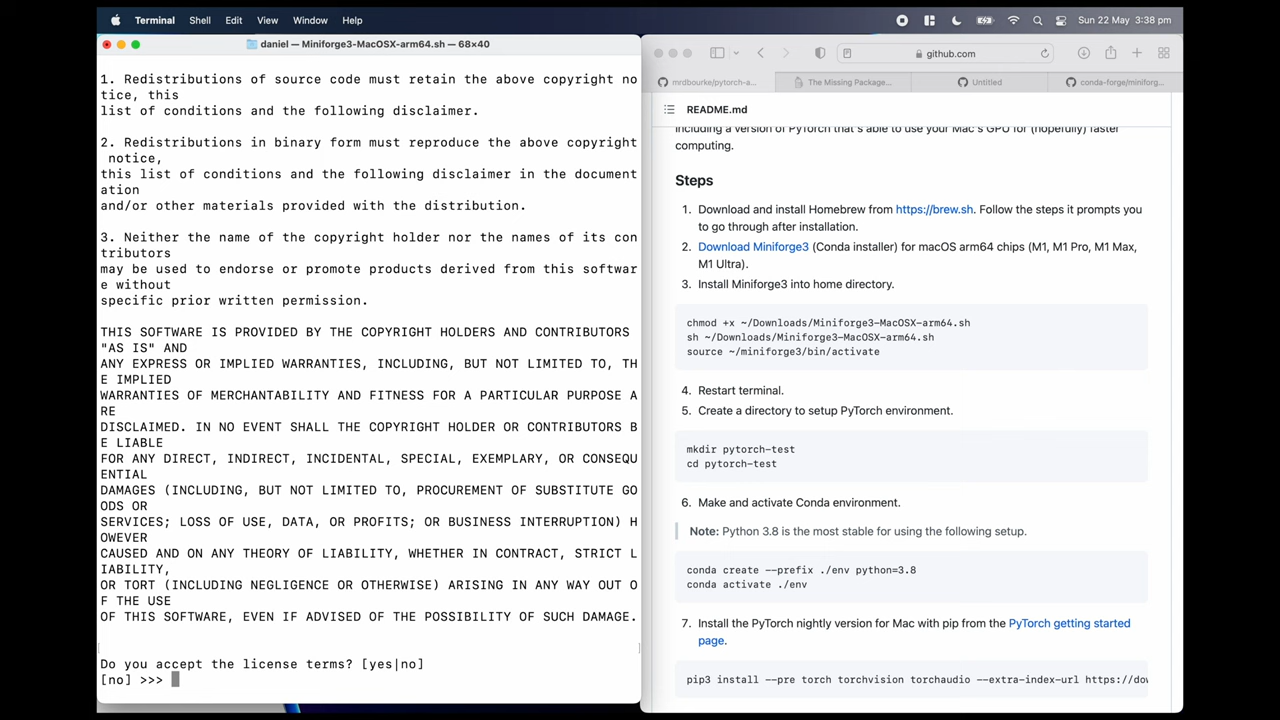 Terminal Shell Edit View Window Help
Sun 22 May 3:38 pm
daniel — Miniforge3-MacOSX-arm64.sh — 68×40
1. Redistributions of source code must retain the above copyright no
tice, this
list of conditions and the following disclaimer.
2. Redistributions in binary form must reproduce the above copyright
notice,
this list of conditions and the following disclaimer in the document
ation
and/or other materials provided with the distribution.
3. Neither the name of the copyright holder nor the names of its con
tributors
may be used to endorse or promote products derived from this softwar
e without
specific prior written permission.
THIS SOFTWARE IS PROVIDED BY THE COPYRIGHT HOLDERS AND CONTRIBUTORS
"AS IS" AND
ANY EXPRESS OR IMPLIED WARRANTIES, INCLUDING, BUT NOT LIMITED TO, TH
E IMPLIED
WARRANTIES OF MERCHANTABILITY AND FITNESS FOR A PARTICULAR PURPOSE A
RE
DISCLAIMED. IN NO EVENT SHALL THE COPYRIGHT HOLDER OR CONTRIBUTORS B
E LIABLE
FOR ANY DIRECT, INDIRECT, INCIDENTAL, SPECIAL, EXEMPLARY, OR CONSEQU
ENTIAL
DAMAGES (INCLUDING, BUT NOT LIMITED TO, PROCUREMENT OF SUBSTITUTE GO
ODS OR
SERVICES; LOSS OF USE, DATA, OR PROFITS; OR BUSINESS INTERRUPTION) H
OWEVER
CAUSED AND ON ANY THEORY OF LIABILITY, WHETHER IN CONTRACT, STRICT L
IABILITY,
OR TORT (INCLUDING NEGLIGENCE OR OTHERWISE) ARISING IN ANY WAY OUT O
F THE USE
OF THIS SOFTWARE, EVEN IF ADVISED OF THE POSSIBILITY OF SUCH DAMAGE.
Do you accept the license terms? [yes|no]
[no] >>>
github.com
mrdbourke/pytorch-a... The Missing Package... Untitled conda-forge/miniforg...
README.md
including a version of PyTorch that's able to use your Mac's GPU for (hopefully) faster
computing.
Steps
1. Download and install Homebrew from https://brew.sh. Follow the steps it prompts you
to go through after installation.
2. Download Miniforge3 (Conda installer) for macOS arm64 chips (M1, M1 Pro, M1 Max,
M1 Ultra).
3. Install Miniforge3 into home directory.
chmod +x ~/Downloads/Miniforge3-MacOSX-arm64.sh
sh ~/Downloads/Miniforge3-MacOSX-arm64.sh
source ~/miniforge3/bin/activate
4. Restart terminal.
5. Create a directory to setup PyTorch environment.
mkdir pytorch-test
cd pytorch-test
6. Make and activate Conda environment.
Note: Python 3.8 is the most stable for using the following setup.
conda create --prefix ./env python=3.8
conda activate ./env
7. Install the PyTorch nightly version for Mac with pip from the PyTorch getting started
page.
pip3 install --pre torch torchvision torchaudio --extra-index-url https://dow